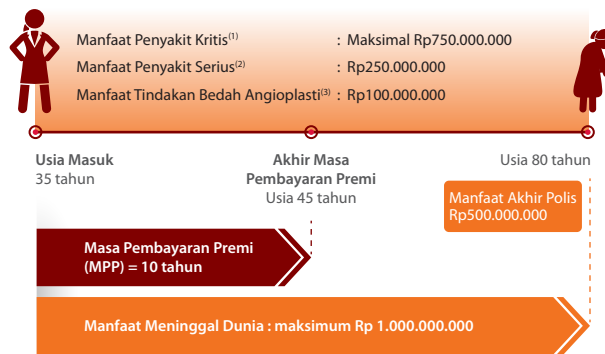 Manfaat Penyakit Kritis(1) : Maksimal Rp750.000.000
Manfaat Penyakit Serius(2) : Rp250.000.000
Manfaat Tindakan Bedah Angioplasti(3) : Rp100.000.000
Usia Masuk
35 tahun
Akhir Masa
Pembayaran Premi
Usia 45 tahun
Usia 80 tahun
Manfaat Akhir Polis
Rp500.000.000
Masa Pembayaran Premi
(MPP) = 10 tahun
Manfaat Meninggal Dunia : maksimum Rp 1.000.000.000